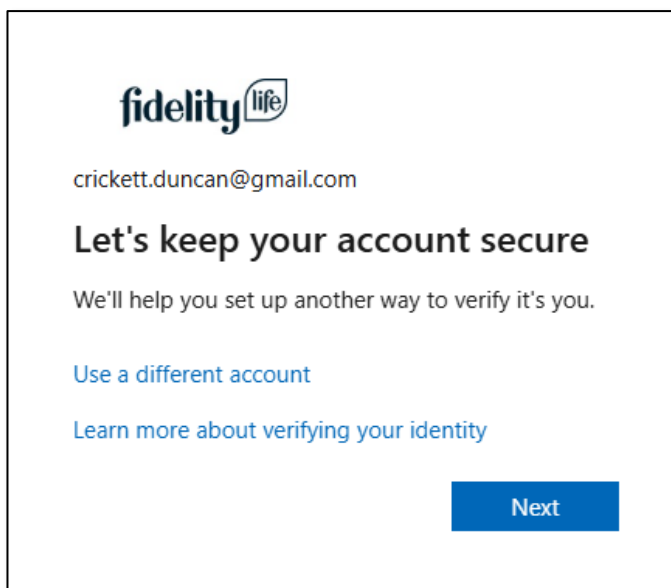 fidelity life
crickett.duncan@gmail.com
Let's keep your account secure
We'll help you set up another way to verify it's you.
Use a different account
Learn more about verifying your identity
Next